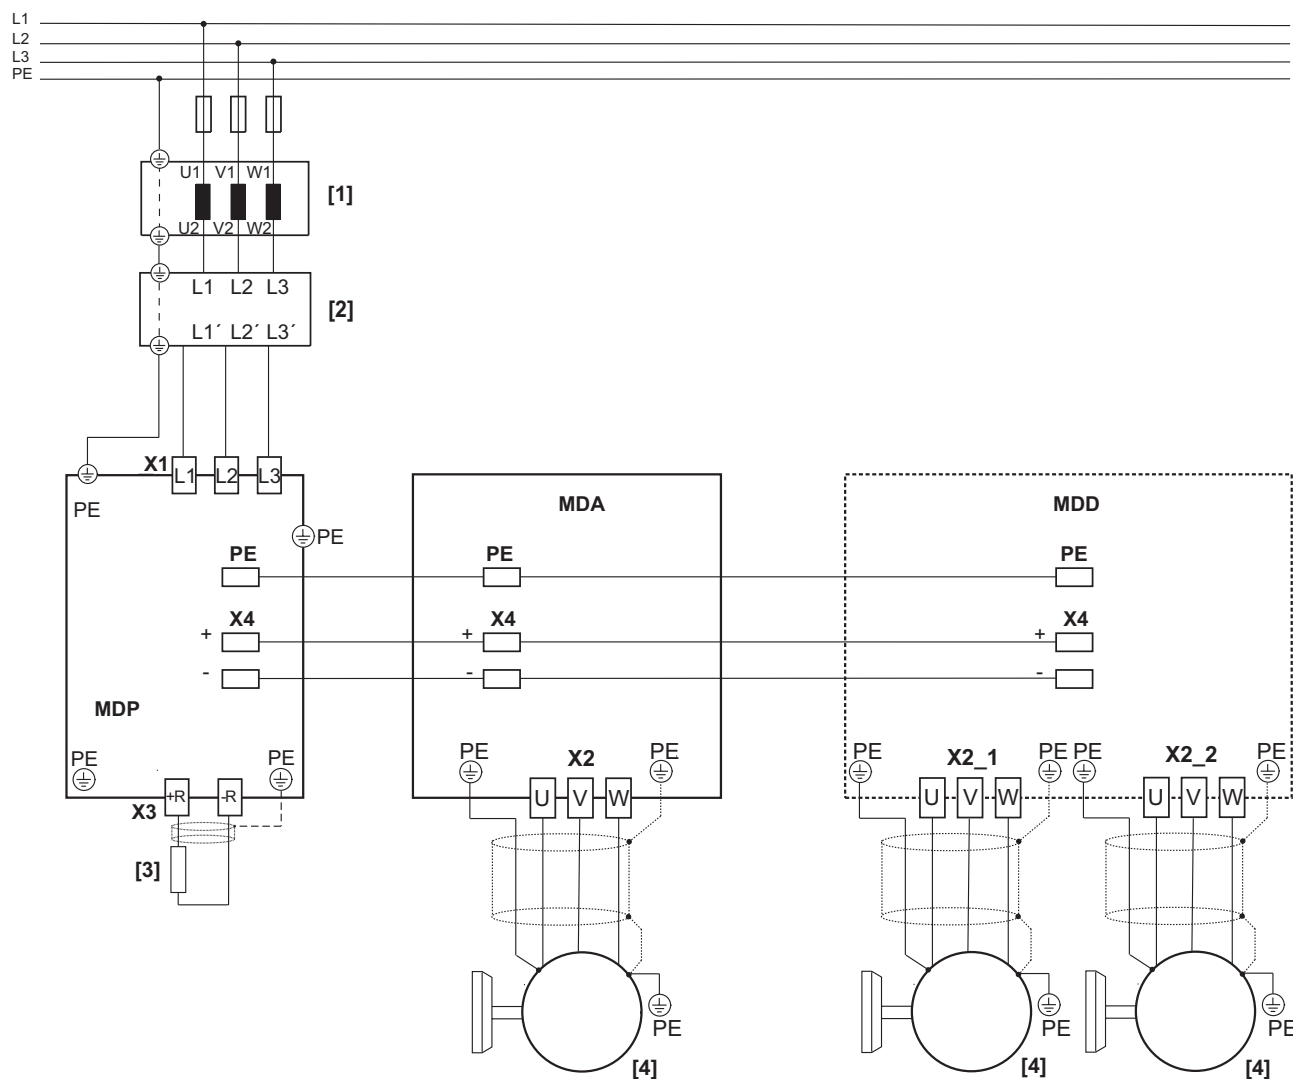 L1
L2
L3
PE
U1 V1 W1
[1]
U2 V2 W2
L1 L2 L3
[2]
L1´ L2´ L3´
X1 L1 L2 L3
PE
PE
MDA
MDD
PE PE PE
X4 X4 X4
+ + +
- - -
MDP
PE PE
+R -R
X3
[3]
PE X2 PE
U V W
PE X2_1 PE PE X2_2 PE
U V W U V W
PE PE PE
[4] [4] [4]